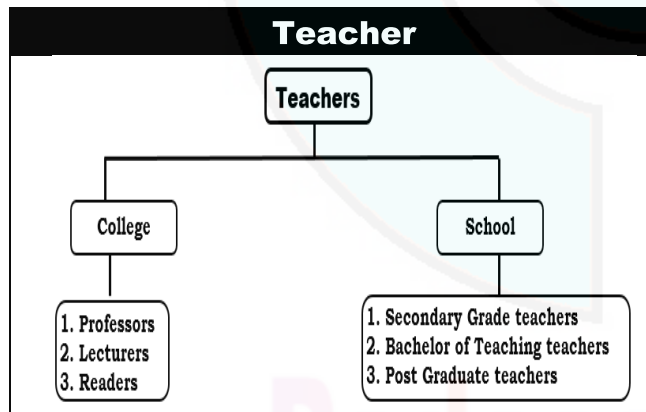 Teacher
Teachers
College
School
1. Professors
2. Lecturers
3. Readers
1. Secondary Grade teachers
2. Bachelor of Teaching teachers
3. Post Graduate teachers